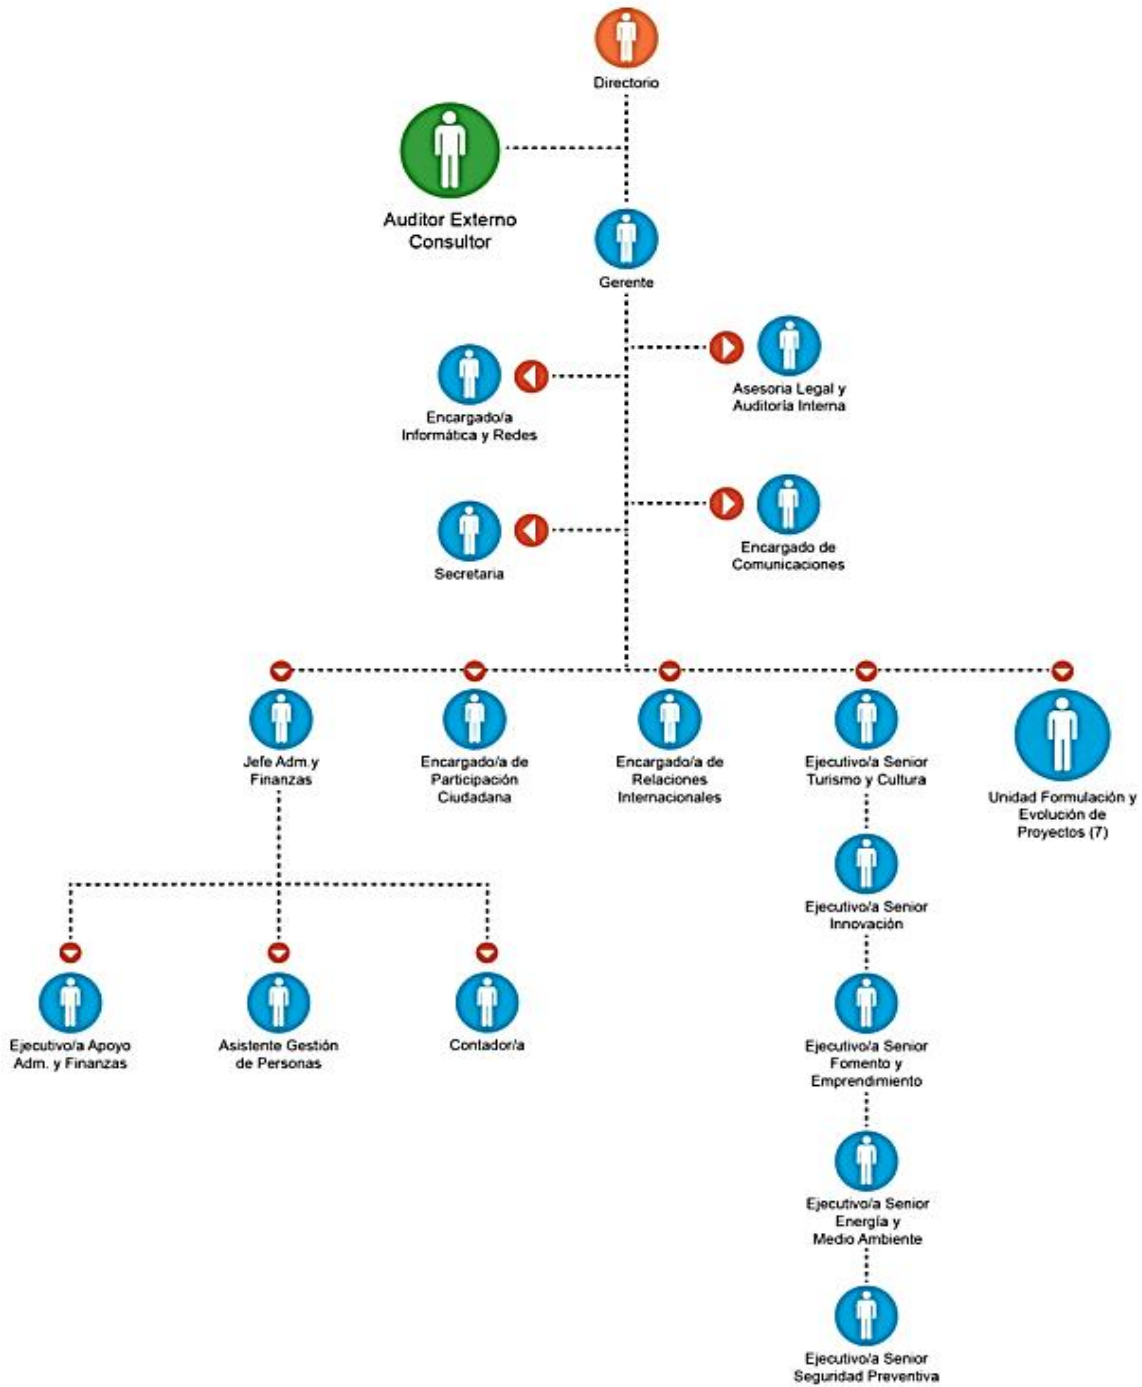 Directorio
Auditor Externo
Consultor
Gerente
Asesoria Legal y
Auditoría Interna
Encargado/a
Informática y Redes
Encargado de
Comunicaciones
Secretaria
Jefe Adm.y
Finanzas
Encargado/a de
Participación
Ciudadana
Encargado/a de
Relaciones
Internacionales
Ejecutivo/a Senior
Turismo y Cultura
Unidad Formulación y
Evolución de
Proyectos (7)
Ejecutivo/a Senior
Innovación
Ejecutivo/a Apoyo
Adm. y Finanzas
Asistente Gestión
de Personas
Contador/a
Ejecutivo/a Senior
Fomento y
Emprendimiento
Ejecutivo/a Senior
Energía y
Medio Ambiente
Ejecutivo/a Senior
Seguridad Preventiva